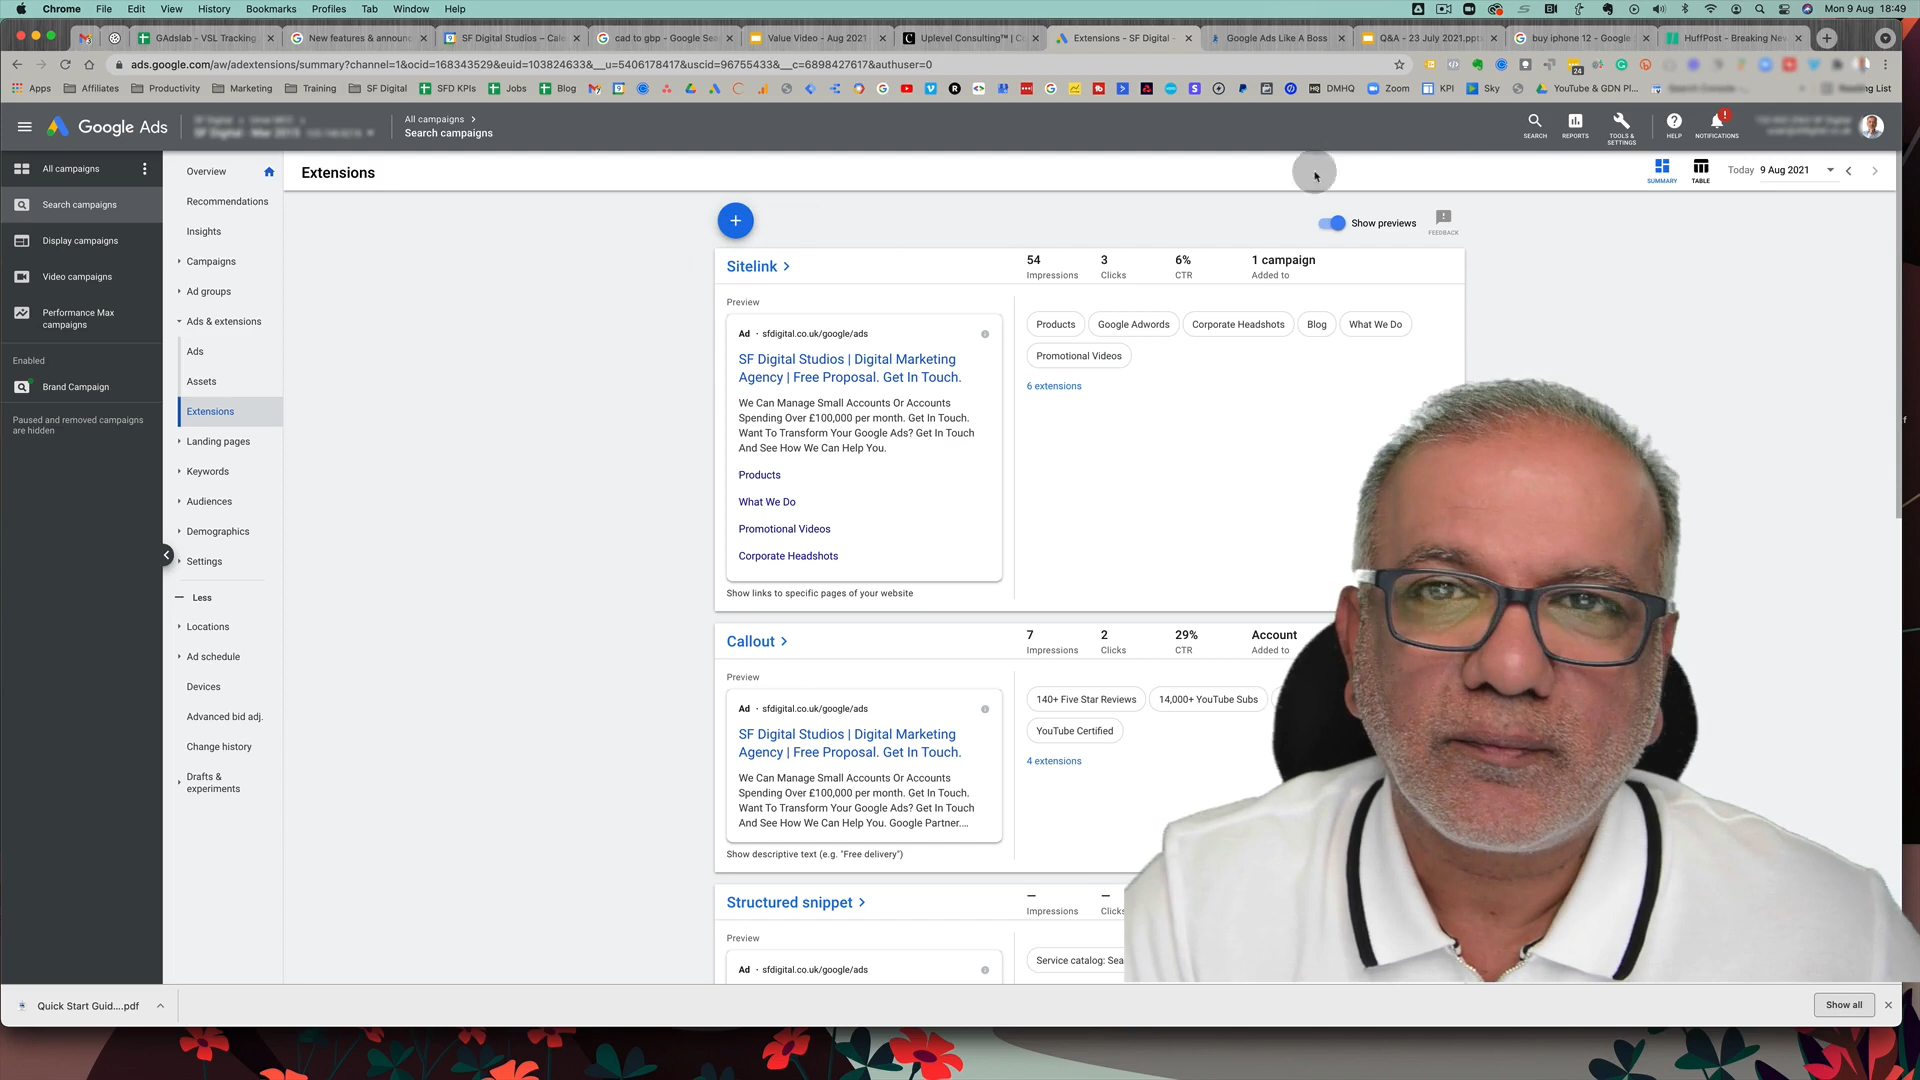 Chrome File Edit View History Bookmarks Profiles Tab Window Help
Mon 9 Aug 18:49
GAdslab - VSL Tracking
New features & announc
SF Digital Studios – Cale
cad to gbp - Google Sea
Value Video - Aug 2021
Uplevel Consulting™ | Co
Extensions - SF Digital -
Google Ads Like A Boss
Q&A - 23 July 2021.pptx
buy iphone 12 - Google
HuffPost - Breaking New
ads.google.com/aw/adextensions/summary?channel=1&ocid=168343529&euid=103824633&__u=5406178417&uscid=96755433&__c=6898427617&authuser=0
24
Apps Affiliates Productivity Marketing Training SF Digital SFD KPIs Jobs Blog
DMHQ Zoom KPI Sky YouTube & GDN Pl...
Google Ads
All campaigns
Search campaigns
SEARCH
REPORTS
TOOLS & SETTINGS
HELP
NOTIFICATIONS
All campaigns
Search campaigns
Display campaigns
Video campaigns
Performance Max
campaigns
Enabled
Brand Campaign
Paused and removed campaigns
are hidden
Overview
Recommendations
Insights
Campaigns
Ad groups
Ads & extensions
Ads
Assets
Extensions
Landing pages
Keywords
Audiences
Demographics
Settings
Less
Locations
Ad schedule
Devices
Advanced bid adj.
Change history
Drafts &
experiments
Extensions
SUMMARY
TABLE
Today 9 Aug 2021
Show previews
FEEDBACK
Sitelink
54 3 6% 1 campaign
Impressions Clicks CTR Added to
Preview
Ad · sfdigital.co.uk/google/ads
SF Digital Studios | Digital Marketing
Agency | Free Proposal. Get In Touch.
We Can Manage Small Accounts Or Accounts
Spending Over £100,000 per month. Get In Touch.
Want To Transform Your Google Ads? Get In Touch
And See How We Can Help You.
Products
What We Do
Promotional Videos
Corporate Headshots
Show links to specific pages of your website
Products Google Adwords Corporate Headshots Blog What We Do
Promotional Videos
6 extensions
Callout
7 2 29% Account
Impressions Clicks CTR Added to
Preview
Ad · sfdigital.co.uk/google/ads
SF Digital Studios | Digital Marketing
Agency | Free Proposal. Get In Touch.
We Can Manage Small Accounts Or Accounts
Spending Over £100,000 per month. Get In Touch.
Want To Transform Your Google Ads? Get In Touch
And See How We Can Help You. Google Partner....
Show descriptive text (e.g. "Free delivery")
140+ Five Star Reviews 14,000+ YouTube Subs
YouTube Certified
4 extensions
Structured snippet
— —
Impressions Clicks
Preview
Ad · sfdigital.co.uk/google/ads
Service catalog: Sea
Quick Start Guid....pdf
Show all